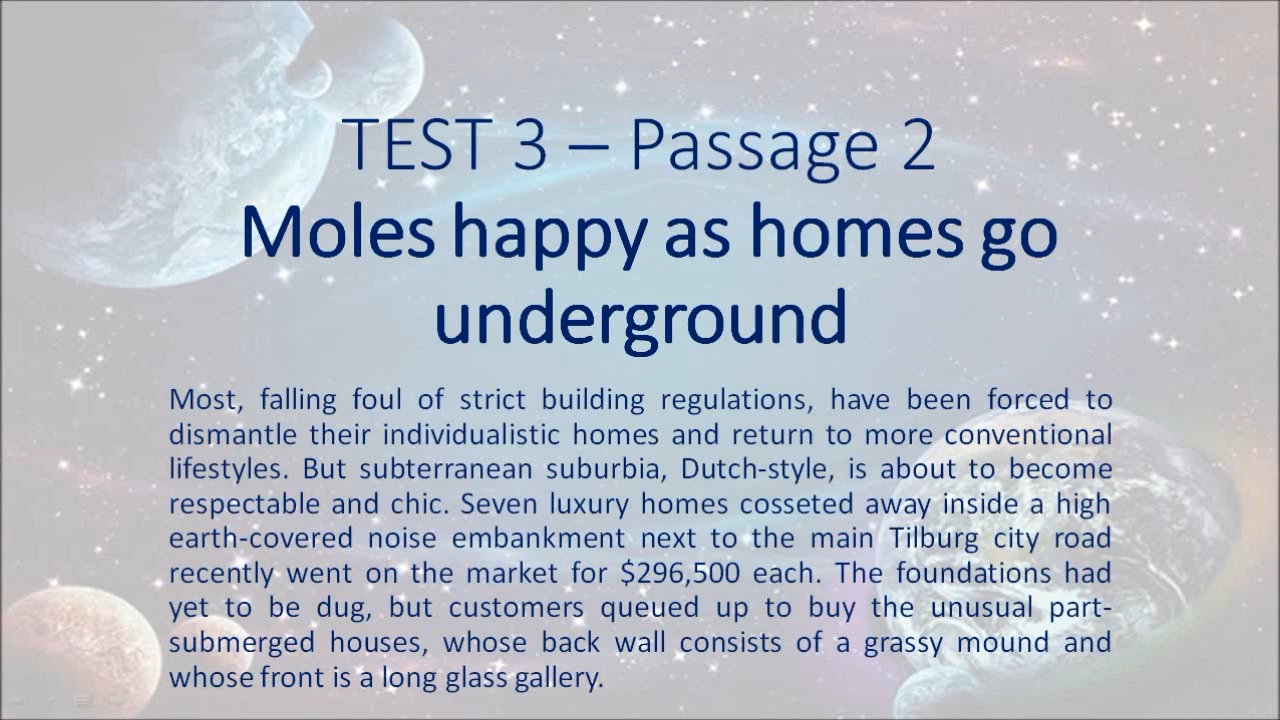 TEST 3 – Passage 2
Moles happy as homes go
underground
Most, falling foul of strict building regulations, have been forced to
dismantle their individualistic homes and return to more conventional
lifestyles. But subterranean suburbia, Dutch-style, is about to become
respectable and chic. Seven luxury homes cosseted away inside a high
earth-covered noise embankment next to the main Tilburg city road
recently went on the market for $296,500 each. The foundations had
yet to be dug, but customers queued up to buy the unusual part-
submerged houses, whose back wall consists of a grassy mound and
whose front is a long glass gallery.